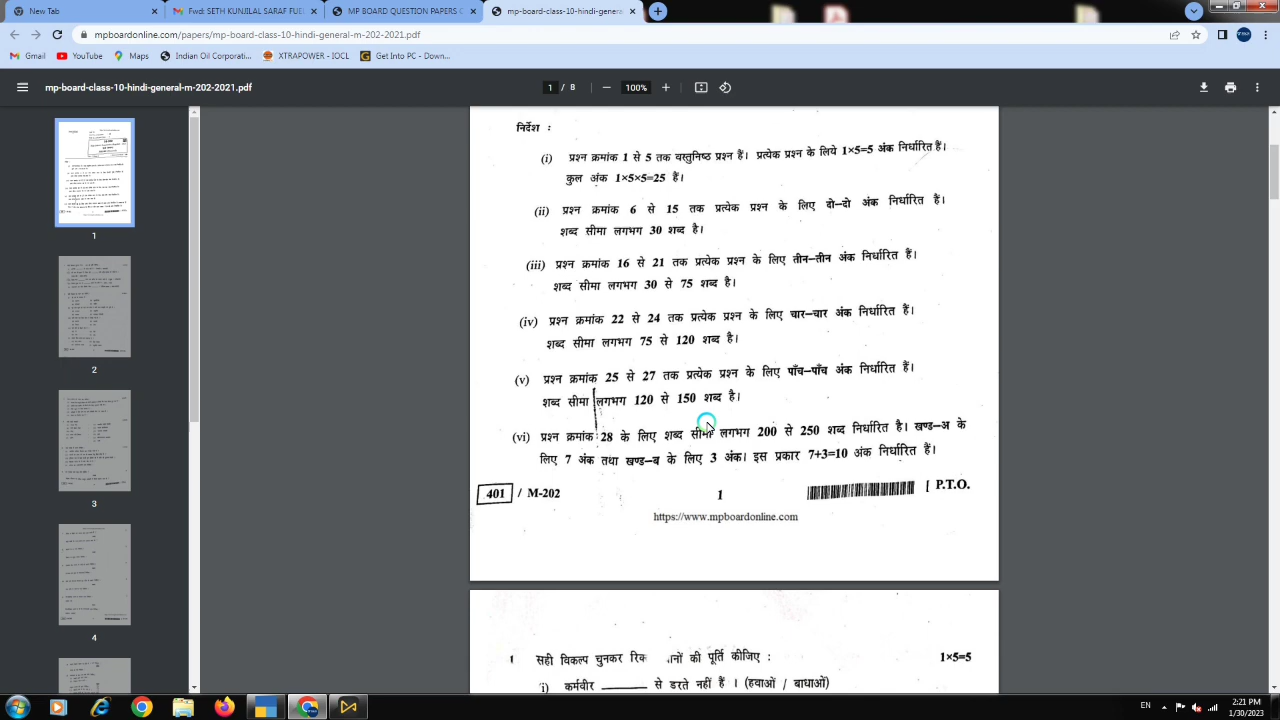 New Tab
Fwd: SETH KUNJILAL SARAF FUEL
MP BOARD QUESTION PAPERS C
mp-board-class-10-hindi-genera
mpboardonline.com/papers/mp-board-class-10-hindi-general-m-202-2021.pdf
Gmail
YouTube
Maps
Indian Oil Corporati...
XTRAPOWER - IOCL
Get Into PC - Down...
mp-board-class-10-hindi-general-m-202-2021.pdf
1 / 8
100%
निर्देश :
(i) प्रश्न क्रमांक 1 से 5 तक वस्तुनिष्ठ प्रश्न हैं। प्रत्येक प्रश्न के लिये 1×5=5 अंक निर्धारित हैं।
कुल अंक 1×5×5=25 हैं।
(ii) प्रश्न क्रमांक 6 से 15 तक प्रत्येक प्रश्न के लिए दो–दो अंक निर्धारित है।
शब्द सीमा लगभग 30 शब्द है।
(iii) प्रश्न क्रमांक 16 से 21 तक प्रत्येक प्रश्न के लिए तीन–तीन अंक निर्धारित हैं।
शब्द सीमा लगभग 30 से 75 शब्द है।
(iv) प्रश्न क्रमांक 22 से 24 तक प्रत्येक प्रश्न के लिए चार–चार अंक निर्धारित हैं।
शब्द सीमा लगभग 75 से 120 शब्द है।
(v) प्रश्न क्रमांक 25 से 27 तक प्रत्येक प्रश्न के लिए पाँच–पाँच अंक निर्धारित हैं।
शब्द सीमा लगभग 120 से 150 शब्द है।
(vi) प्रश्न क्रमांक 28 के लिए शब्द सीमा लगभग 200 से 250 शब्द निर्धारित है। खण्ड–अ के
लिए 7 अंक तथा खण्ड–ब के लिए 3 अंक। इस प्रकार 7+3=10 अंक निर्धारित हैं।
401 / M-202
1
[ P.T.O.
https://www.mpboardonline.com
सही विकल्प चुनकर रिक्त की पूर्ति कीजिए : 1×5=5
i) कर्मवीर ________ से डरते नहीं हैं । (हवाओं / बाधाओं)
1
2
3
4
EN
2:21 PM
1/30/2023